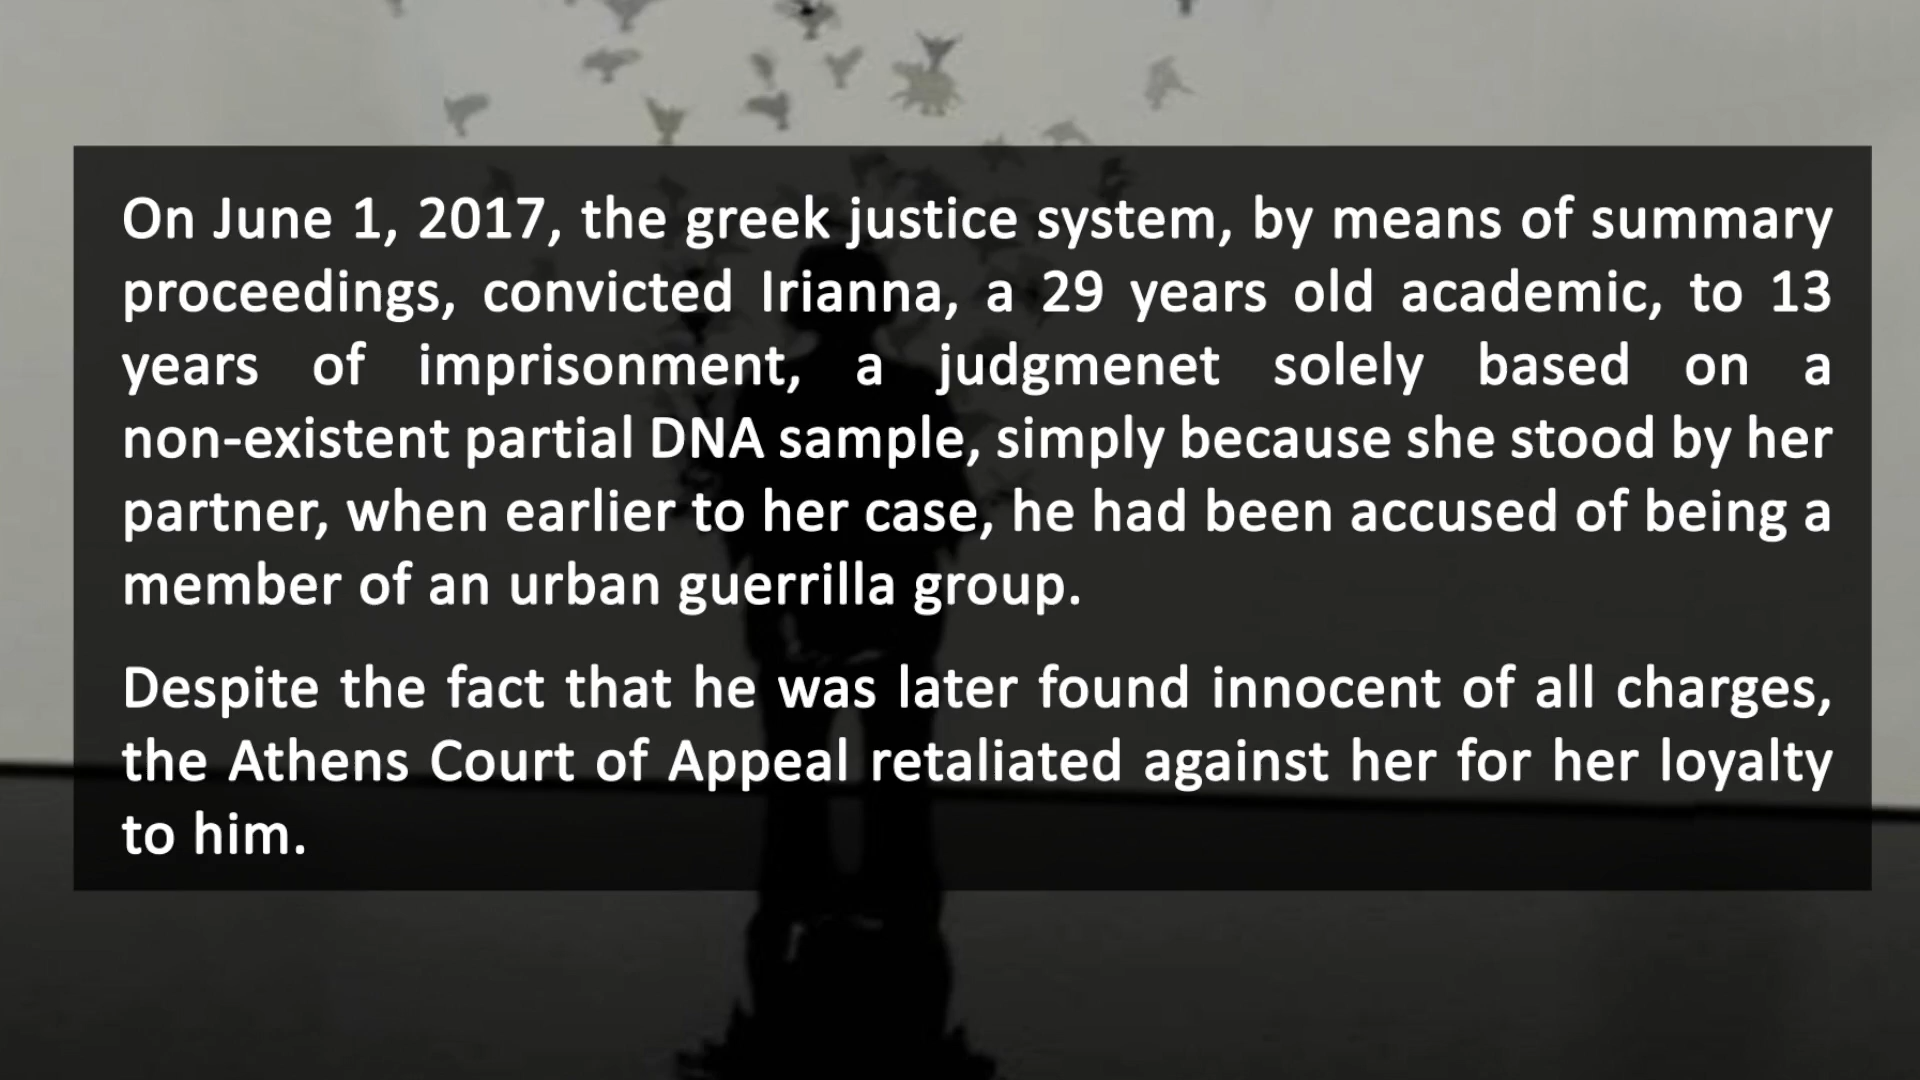 On June 1, 2017, the greek justice system, by means of summary
proceedings, convicted Irianna, a 29 years old academic, to 13
years of imprisonment, a judgmenet solely based on a
non-existent partial DNA sample, simply because she stood by her
partner, when earlier to her case, he had been accused of being a
member of an urban guerrilla group.
Despite the fact that he was later found innocent of all charges,
the Athens Court of Appeal retaliated against her for her loyalty
to him.